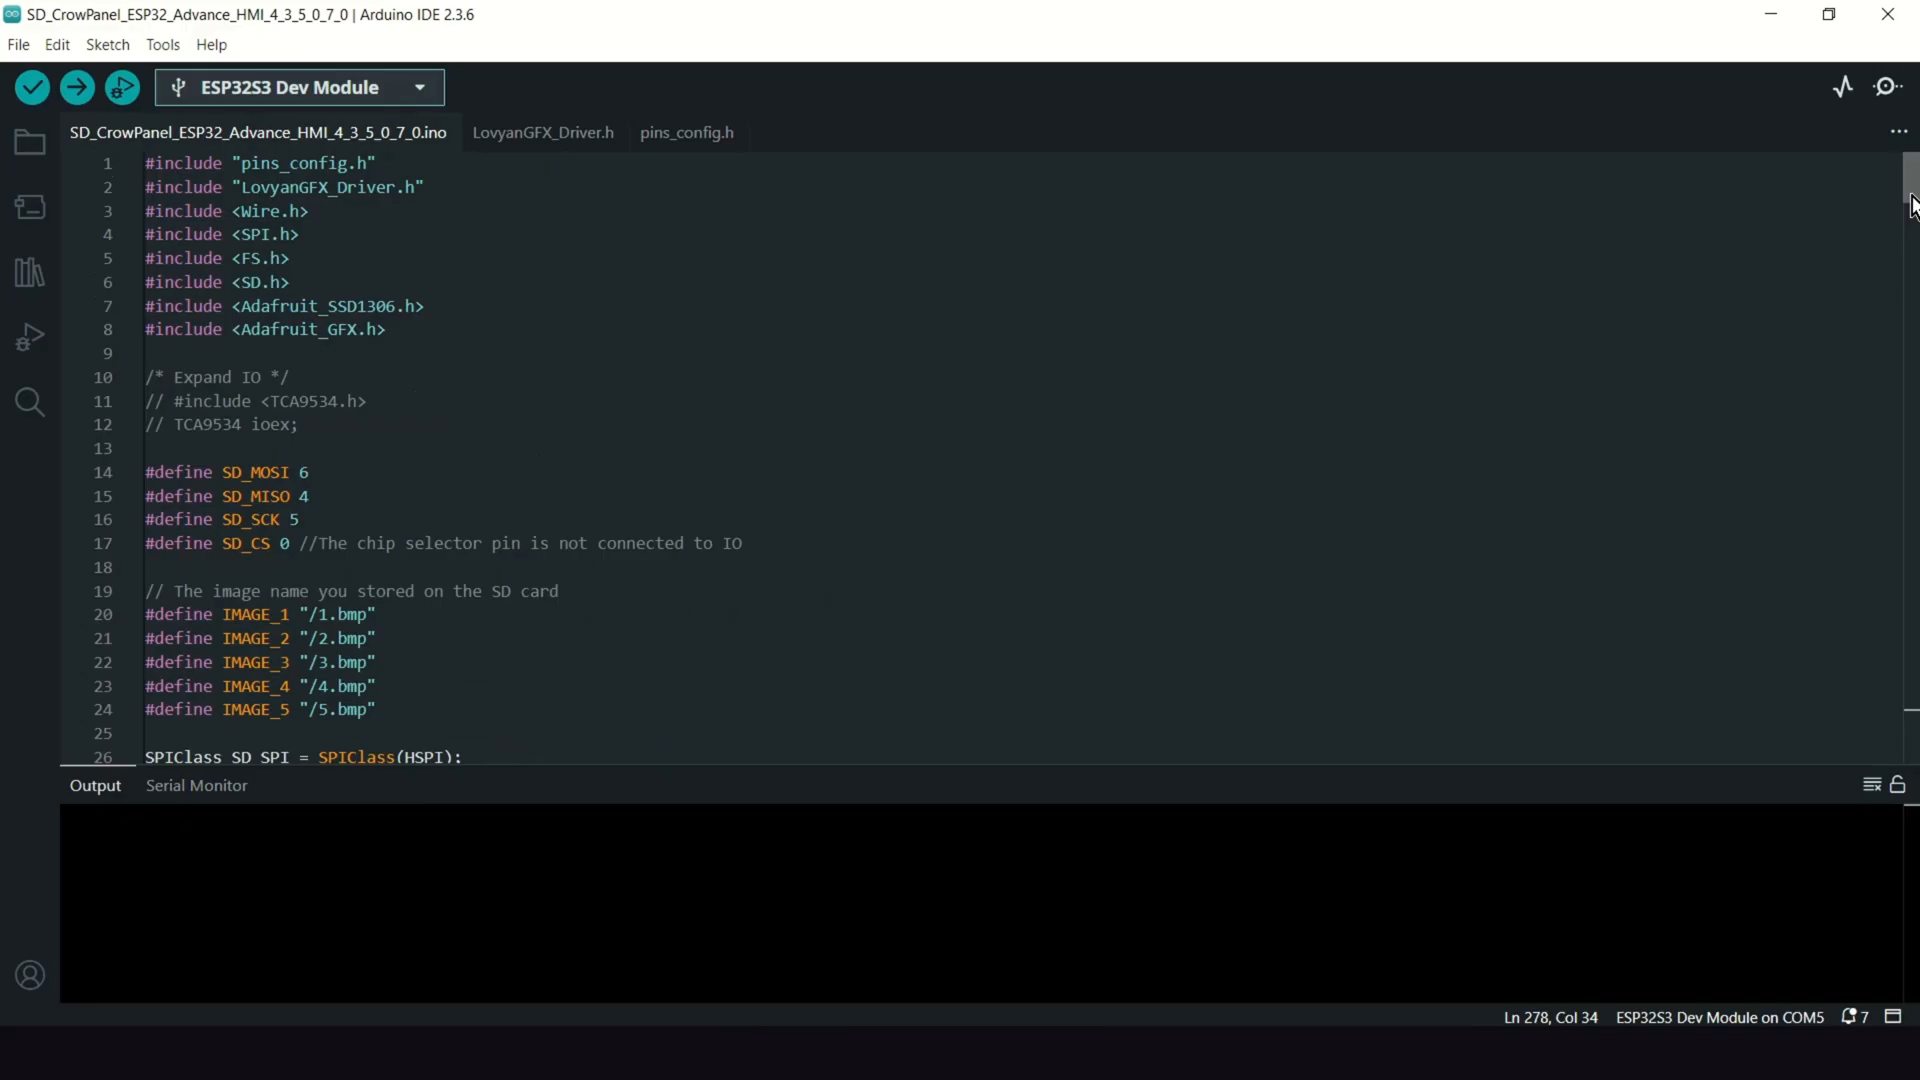 SD_CrowPanel_ESP32_Advance_HMI_4_3_5_0_7_0 | Arduino IDE 2.3.6
File Edit Sketch Tools Help
ESP32S3 Dev Module
SD_CrowPanel_ESP32_Advance_HMI_4_3_5_0_7_0.ino LovyanGFX_Driver.h pins_config.h
1 #include "pins_config.h"
2 #include "LovyanGFX_Driver.h"
3 #include <Wire.h>
4 #include <SPI.h>
5 #include <FS.h>
6 #include <SD.h>
7 #include <Adafruit_SSD1306.h>
8 #include <Adafruit_GFX.h>
9
10 /* Expand IO */
11 // #include <TCA9534.h>
12 // TCA9534 ioex;
13
14 #define SD_MOSI 6
15 #define SD_MISO 4
16 #define SD_SCK 5
17 #define SD_CS 0 //The chip selector pin is not connected to IO
18
19 // The image name you stored on the SD card
20 #define IMAGE_1 "/1.bmp"
21 #define IMAGE_2 "/2.bmp"
22 #define IMAGE_3 "/3.bmp"
23 #define IMAGE_4 "/4.bmp"
24 #define IMAGE_5 "/5.bmp"
25
26 SPIClass SD_SPI = SPIClass(HSPI);
Output Serial Monitor
Ln 278, Col 34 ESP32S3 Dev Module on COM5 7